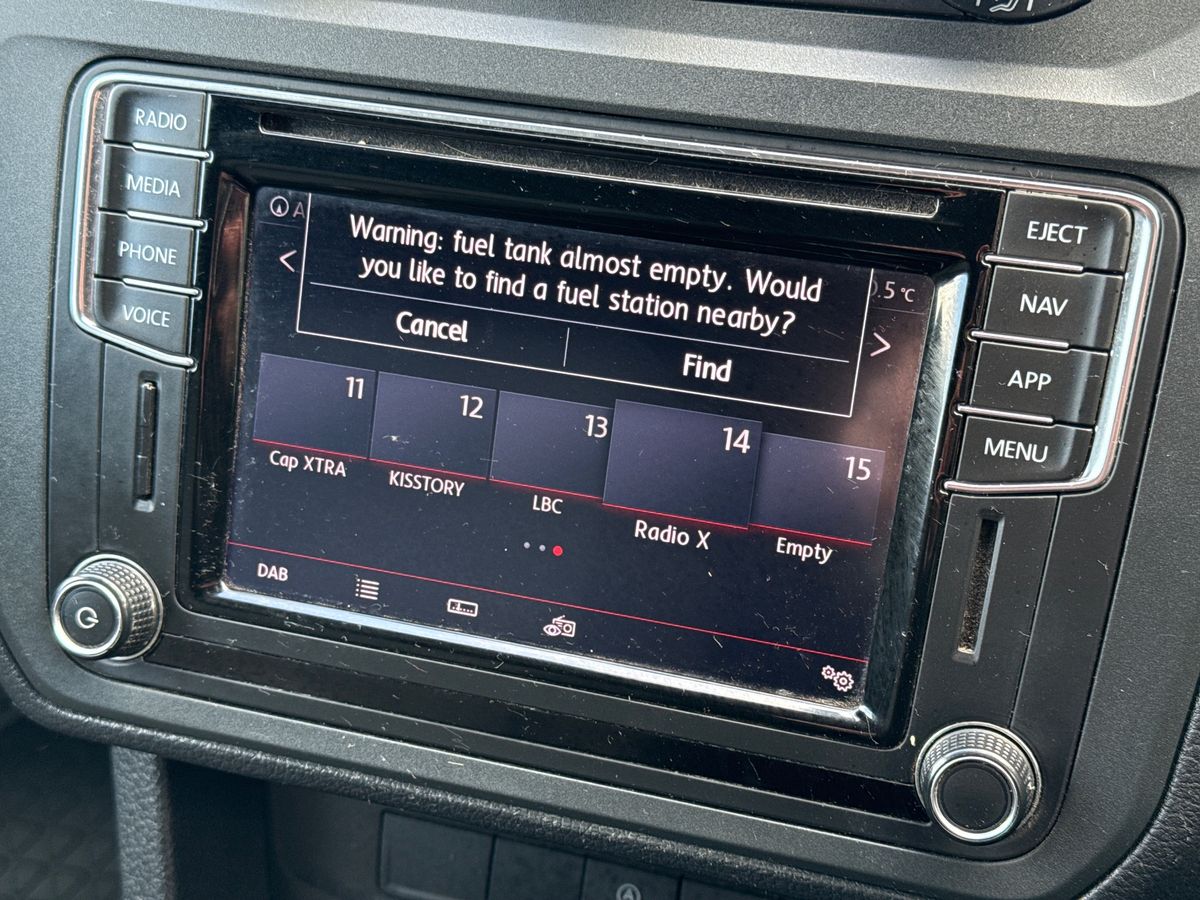 RADIO
MEDIA
PHONE
VOICE
EJECT
NAV
APP
MENU
A
.5 °C
Warning: fuel tank almost empty. Would
you like to find a fuel station nearby?
Cancel
Find
11
12
13
14
15
Cap XTRA
KISSTORY
LBC
Radio X
Empty
DAB